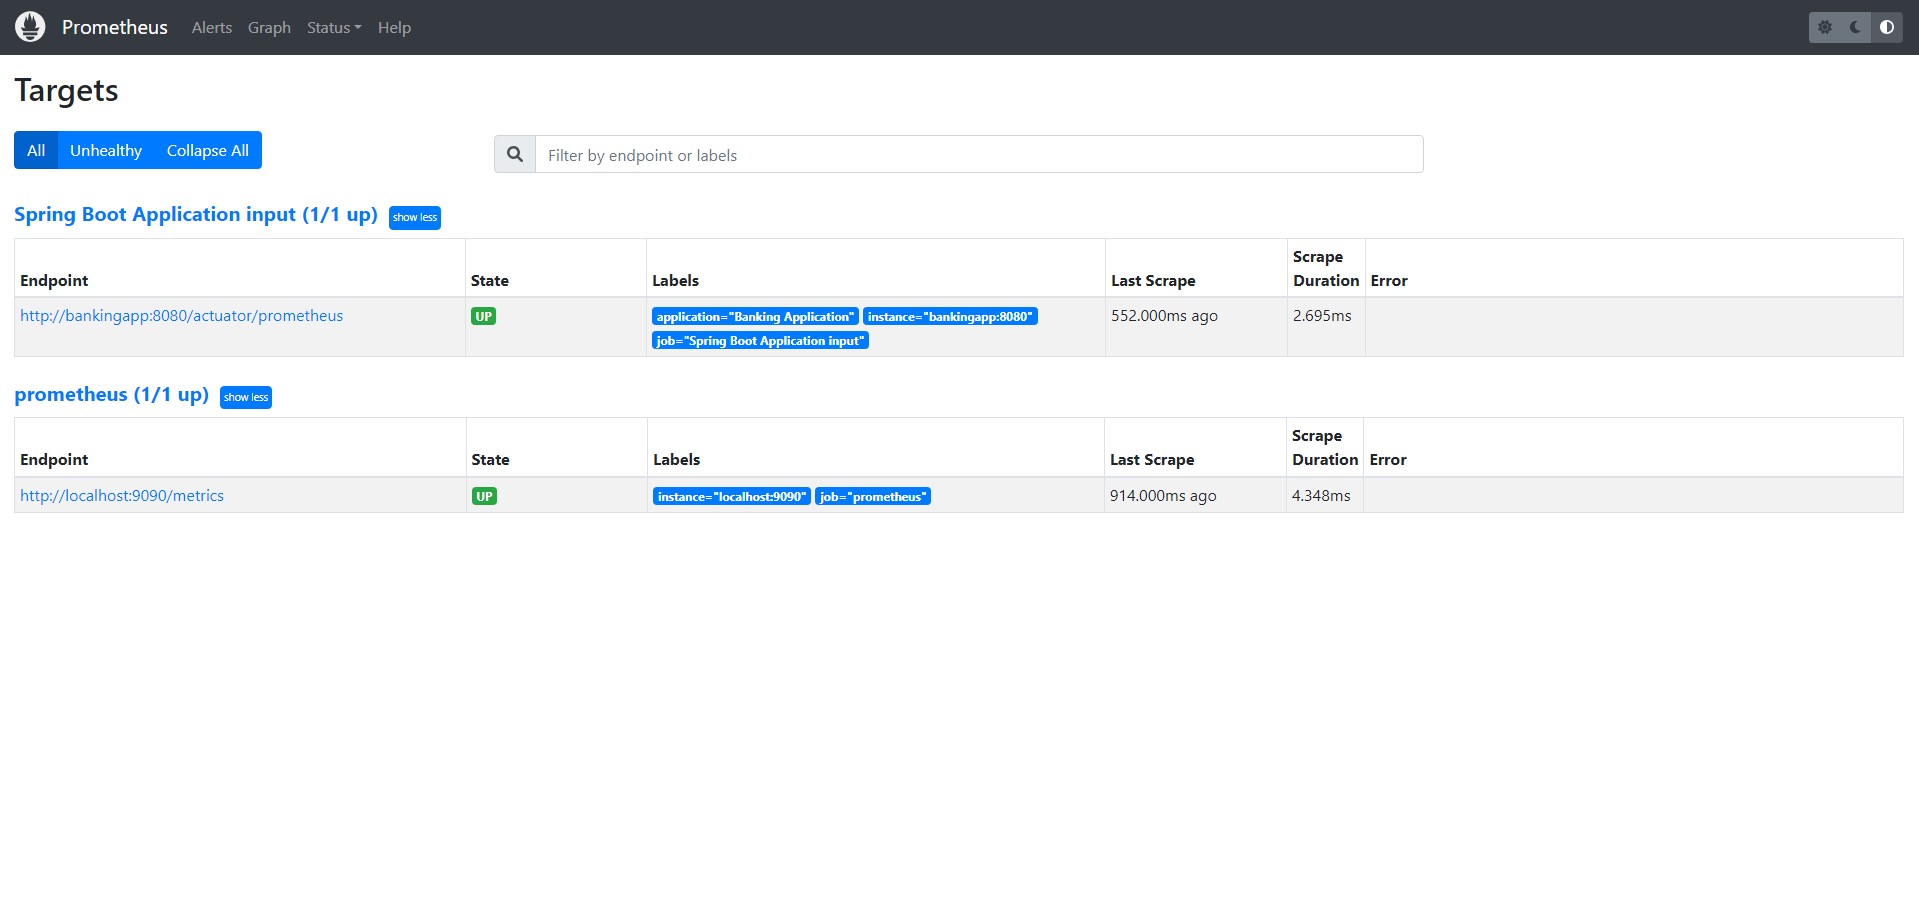 Prometheus Alerts Graph Status Help
Targets
All Unhealthy Collapse All
Filter by endpoint or labels
Spring Boot Application input (1/1 up) show less
Endpoint State Labels Last Scrape Scrape Duration Error
http://bankingapp:8080/actuator/prometheus UP application="Banking Application" instance="bankingapp:8080" 552.000ms ago 2.695ms
job="Spring Boot Application input"
prometheus (1/1 up) show less
Endpoint State Labels Last Scrape Scrape Duration Error
http://localhost:9090/metrics UP instance="localhost:9090" job="prometheus" 914.000ms ago 4.348ms